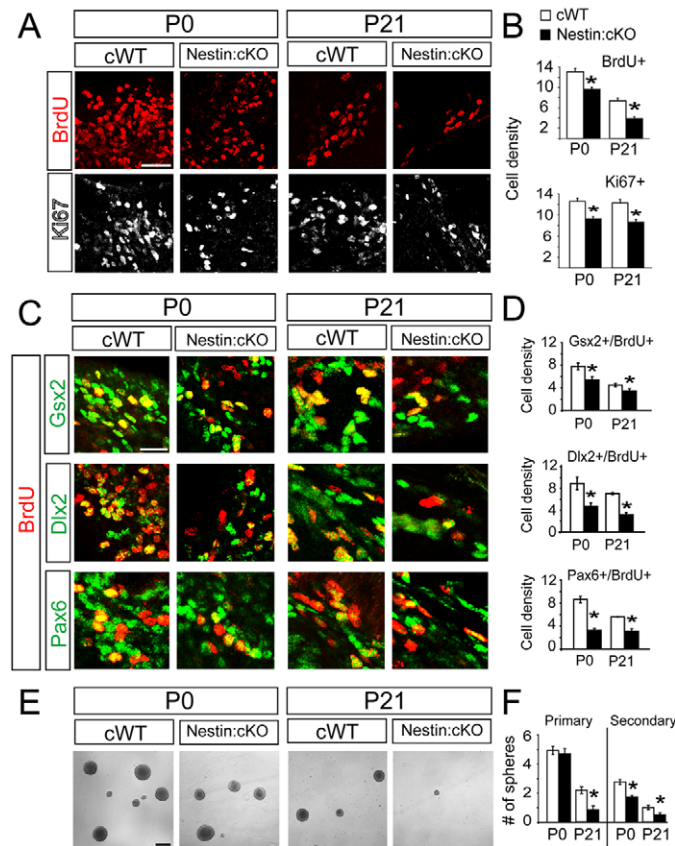 A
P0
P21
cWT
Nestin:cKO
cWT
Nestin:cKO
BrdU
Ki67
B
cWT
Nestin:cKO
BrdU+
14
10
6
2
*
*
P0 P21
Cell density
Ki67+
14
10
6
2
*
*
P0 P21
C
P0
P21
cWT
Nestin:cKO
cWT
Nestin:cKO
BrdU
Gsx2
Dlx2
Pax6
D
Gsx2+/BrdU+
Cell density
12
8
4
0
*
*
P0 P21
Dlx2+/BrdU+
Cell density
12
8
4
0
*
*
P0 P21
Pax6+/BrdU+
Cell density
12
8
4
0
*
*
P0 P21
E
P0
P21
cWT
Nestin:cKO
cWT
Nestin:cKO
F
Primary Secondary
# of spheres
6
4
2
0
*
*
*
P0 P21 P0 P21